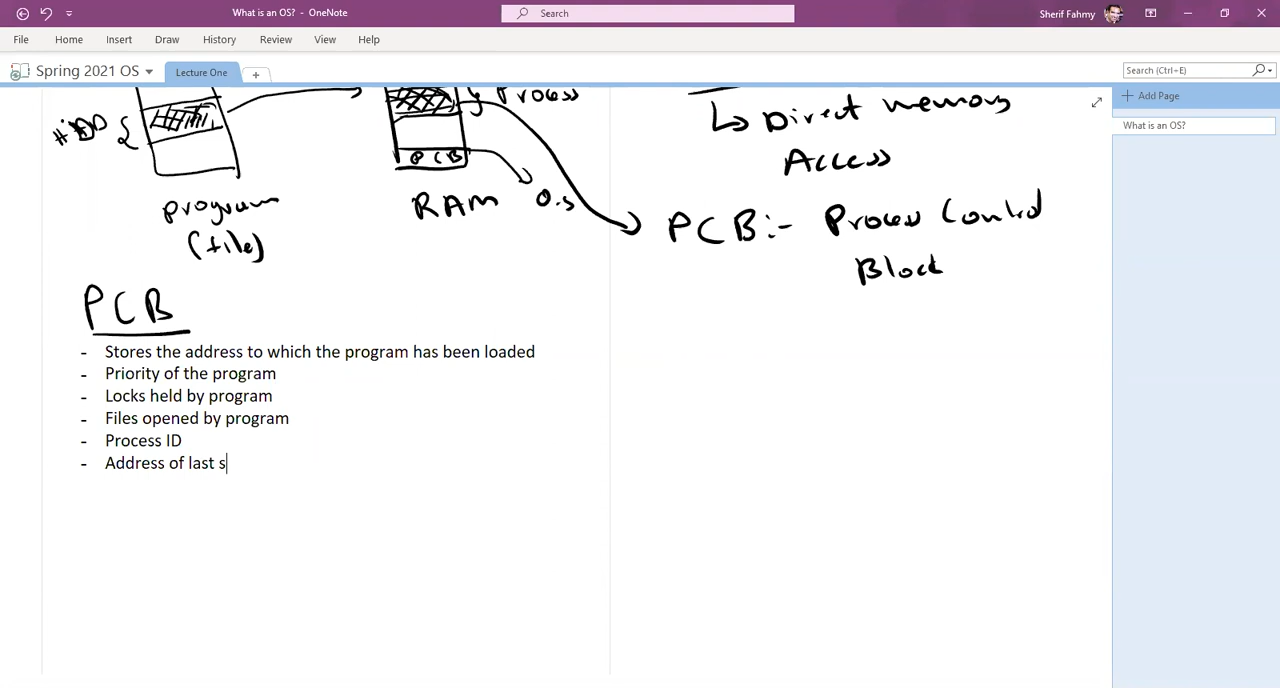 What is an OS? - OneNote
Search
Sherif Fahmy
File Home Insert Draw History Review View Help
Spring 2021 OS
Lecture One
+
Search (Ctrl+E)
Add Page
What is an OS?
Process
HDD
PCB
O.S
RAM
program
(file)
Direct memory
Access
PCB:- Process Control
Block
PCB
- Stores the address to which the program has been loaded
- Priority of the program
- Locks held by program
- Files opened by program
- Process ID
- Address of last s